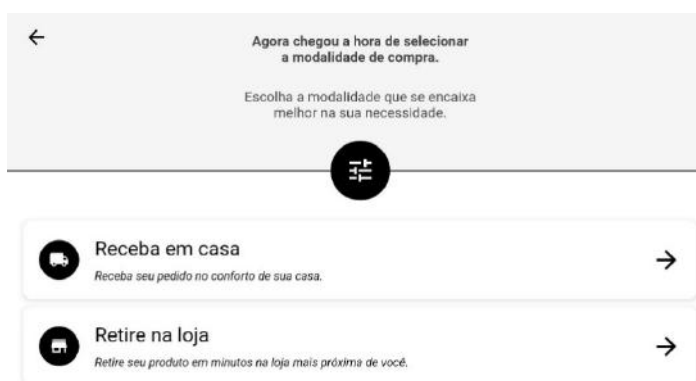 Agora chegou a hora de selecionar
a modalidade de compra.
Escolha a modalidade que se encaixa
melhor na sua necessidade.
Receba em casa
Receba seu pedido no conforto de sua casa.
Retire na loja
Retire seu produto em minutos na loja mais próxima de você.